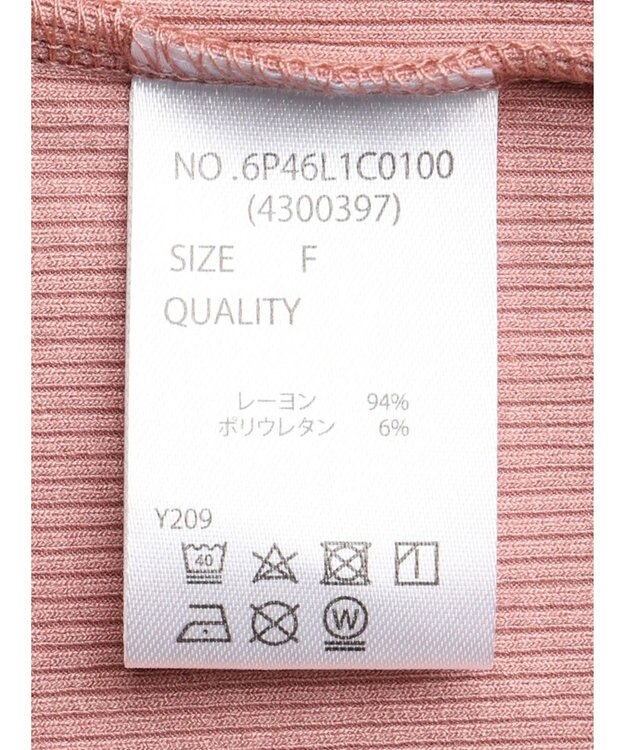 NO.6P46L1C0100
(4300397)
SIZE F
QUALITY
レーヨン 94%
ポリウレタン 6%
Y209
40
W